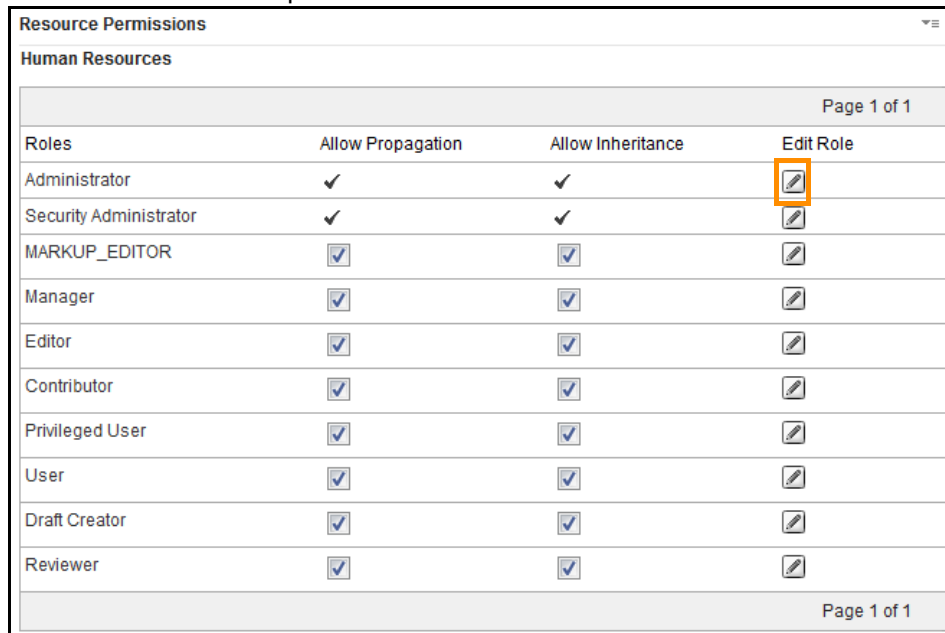 Resource Permissions
Human Resources
Page 1 of 1
Roles Allow Propagation Allow Inheritance Edit Role
Administrator
Security Administrator
MARKUP_EDITOR
Manager
Editor
Contributor
Privileged User
User
Draft Creator
Reviewer
Page 1 of 1